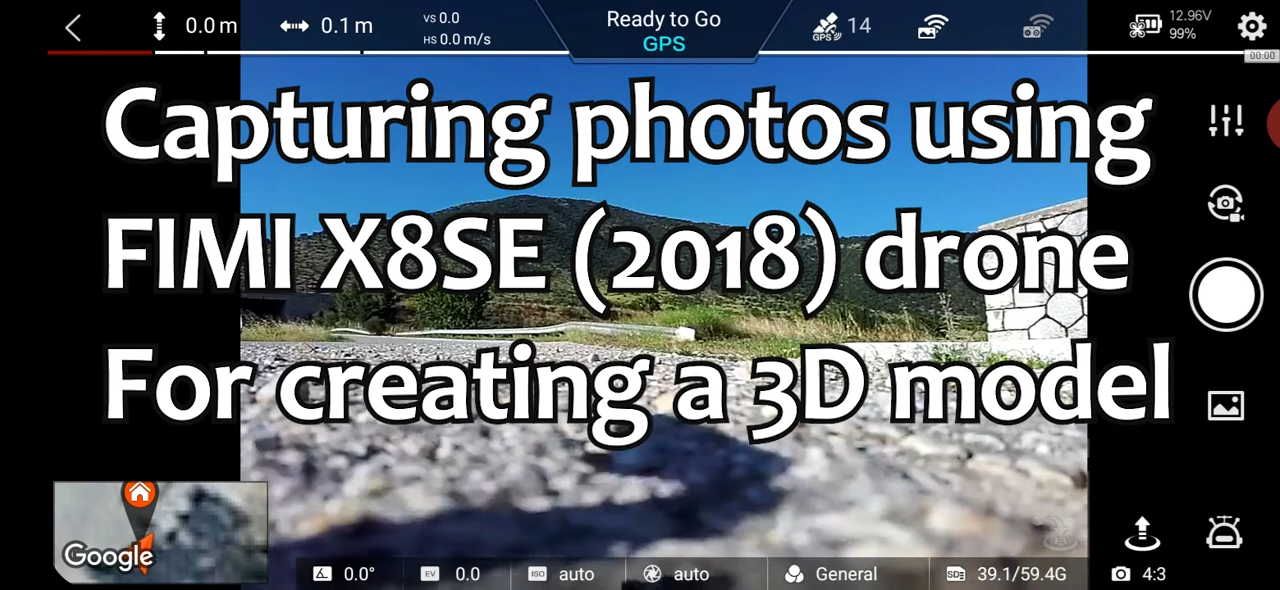 0.0 m
0.1 m
VS 0.0
HS 0.0 m/s
Ready to Go
GPS
GPS
14
12.96V
99%
00:00
Capturing photos using
FIMI X8SE (2018) drone
For creating a 3D model
Google
0.0°
EV
0.0
ISO
auto
auto
General
SD
39.1/59.4G
4:3